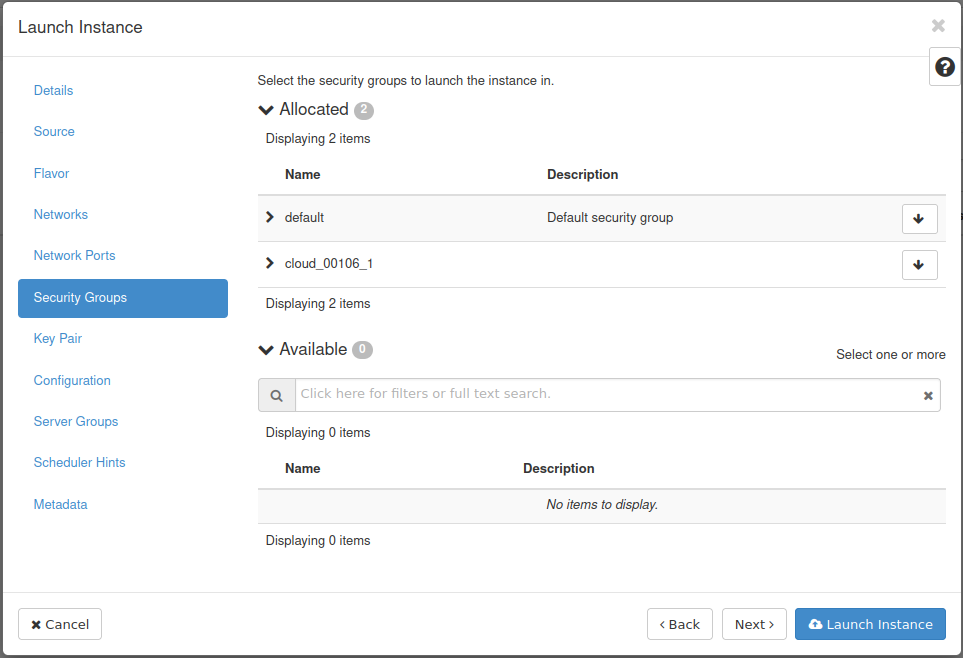 Launch Instance
Details
Source
Flavor
Networks
Network Ports
Security Groups
Key Pair
Configuration
Server Groups
Scheduler Hints
Metadata
Select the security groups to launch the instance in.
Allocated 2
Displaying 2 items
Name Description
default Default security group
cloud_00106_1
Displaying 2 items
Available 0
Select one or more
Click here for filters or full text search.
Displaying 0 items
Name Description
No items to display.
Displaying 0 items
Cancel
Back
Next
Launch Instance